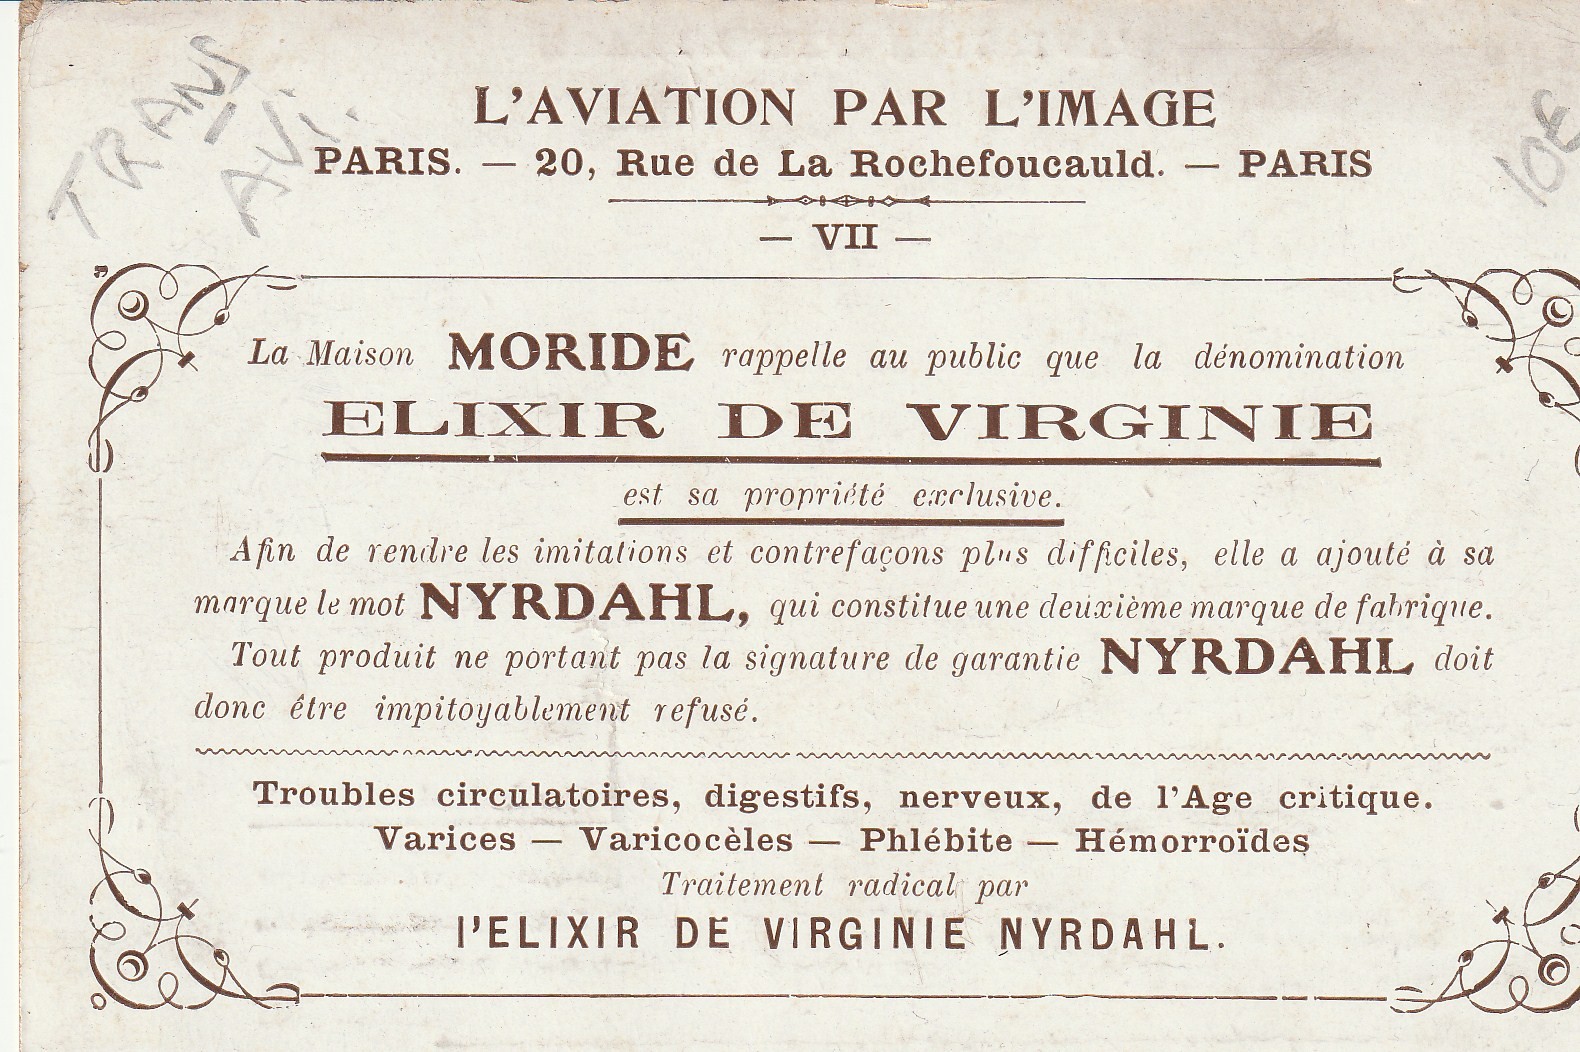 TRANS
AVi.
10€
L'AVIATION PAR L'IMAGE
PARIS. — 20, Rue de La Rochefoucauld. — PARIS
— VII —
La Maison MORIDE rappelle au public que la dénomination
ELIXIR DE VIRGINIE
est sa propriété exclusive.
Afin de rendre les imitations et contrefaçons plus difficiles, elle a ajouté à sa
marque le mot NYRDAHL, qui constitue une deuxième marque de fabrique.
Tout produit ne portant pas la signature de garantie NYRDAHL doit
donc être impitoyablement refusé.
Troubles circulatoires, digestifs, nerveux, de l'Age critique.
Varices — Varicocèles — Phlébite — Hémorroïdes
Traitement radical par
l'ELIXIR DE VIRGINIE NYRDAHL.